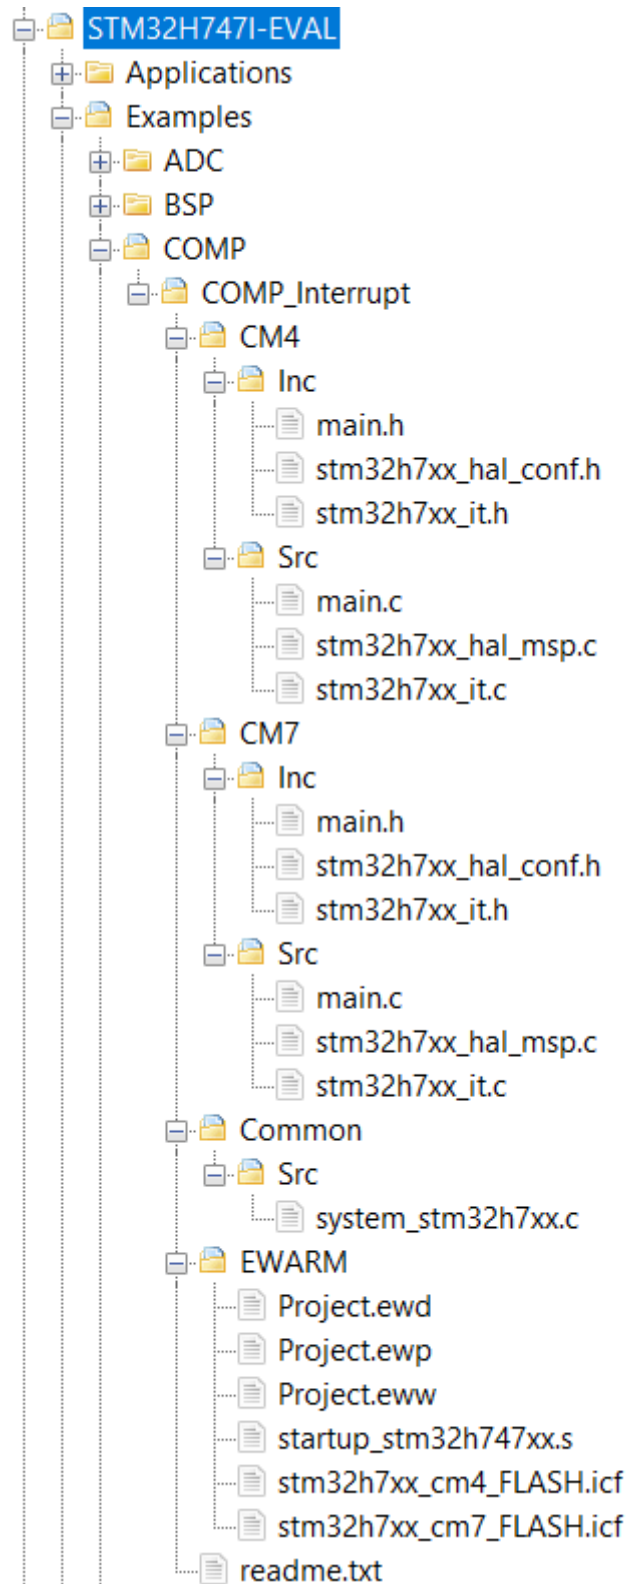 STM32H747I-EVAL
Applications
Examples
ADC
BSP
COMP
COMP_Interrupt
CM4
Inc
main.h
stm32h7xx_hal_conf.h
stm32h7xx_it.h
Src
main.c
stm32h7xx_hal_msp.c
stm32h7xx_it.c
CM7
Inc
main.h
stm32h7xx_hal_conf.h
stm32h7xx_it.h
Src
main.c
stm32h7xx_hal_msp.c
stm32h7xx_it.c
Common
Src
system_stm32h7xx.c
EWARM
Project.ewd
Project.ewp
Project.eww
startup_stm32h747xx.s
stm32h7xx_cm4_FLASH.icf
stm32h7xx_cm7_FLASH.icf
readme.txt